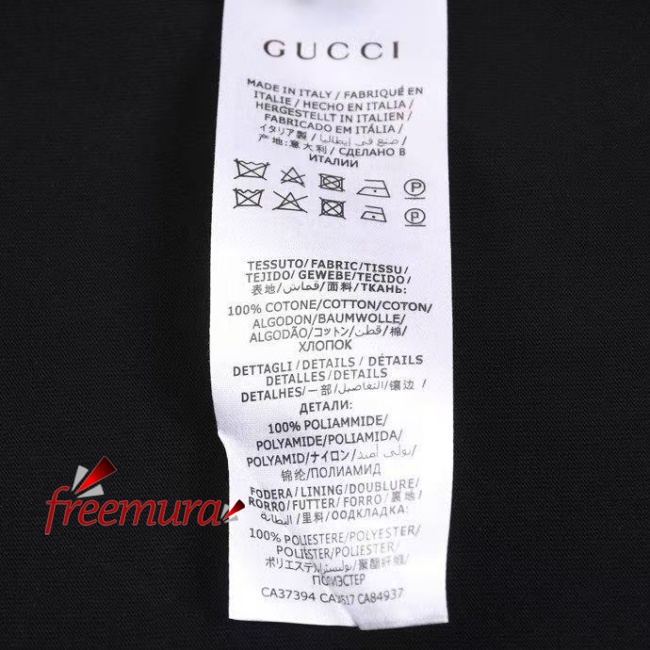 GUCCI
MADE IN ITALY / FABRIQUÉ EN
ITALIE / HECHO EN ITALIA /
HERGESTELLT IN ITALIEN /
FABRICADO EM ITÁLIA /
イタリア製 / صنع في إيطاليا /
产地:意大利 / СДЕЛАНО В
ИТАЛИИ
P
P
TESSUTO/ FABRIC/TISSU/
TEJIDO/ GEWEBE/TECIDO/
表地/ قماش/面料/ТКАНЬ:
100% COTONE/COTTON/COTON/
ALGODON/BAUMWOLLE/
ALGODÃO/コットン/قطن/棉/
ХЛОПОК
DETTAGLI / DETAILS / DÉTAILS
DETALLES / DETAILS/
DETALHES/一部/التفاصيل/镶边/
ДЕТАЛИ:
100% POLIAMMIDE/
POLYAMIDE/POLIAMIDA/
POLYAMID/ナイロン/بولي أميد/
锦纶/ПОЛИАМИД
FODERA / LINING/DOUBLURE/
FORRO/ FUTTER/ FORRO / 裏地/
البطانة/里料/ООДКЛАДКА:
100% POLIESTERE/POLYESTER/
POLIESTER/POLYESTER/
ポリエステル/بوليستر/聚酯纤维/
ПОЛИЭСТЕР
CA37394 CA CA84937
freemura